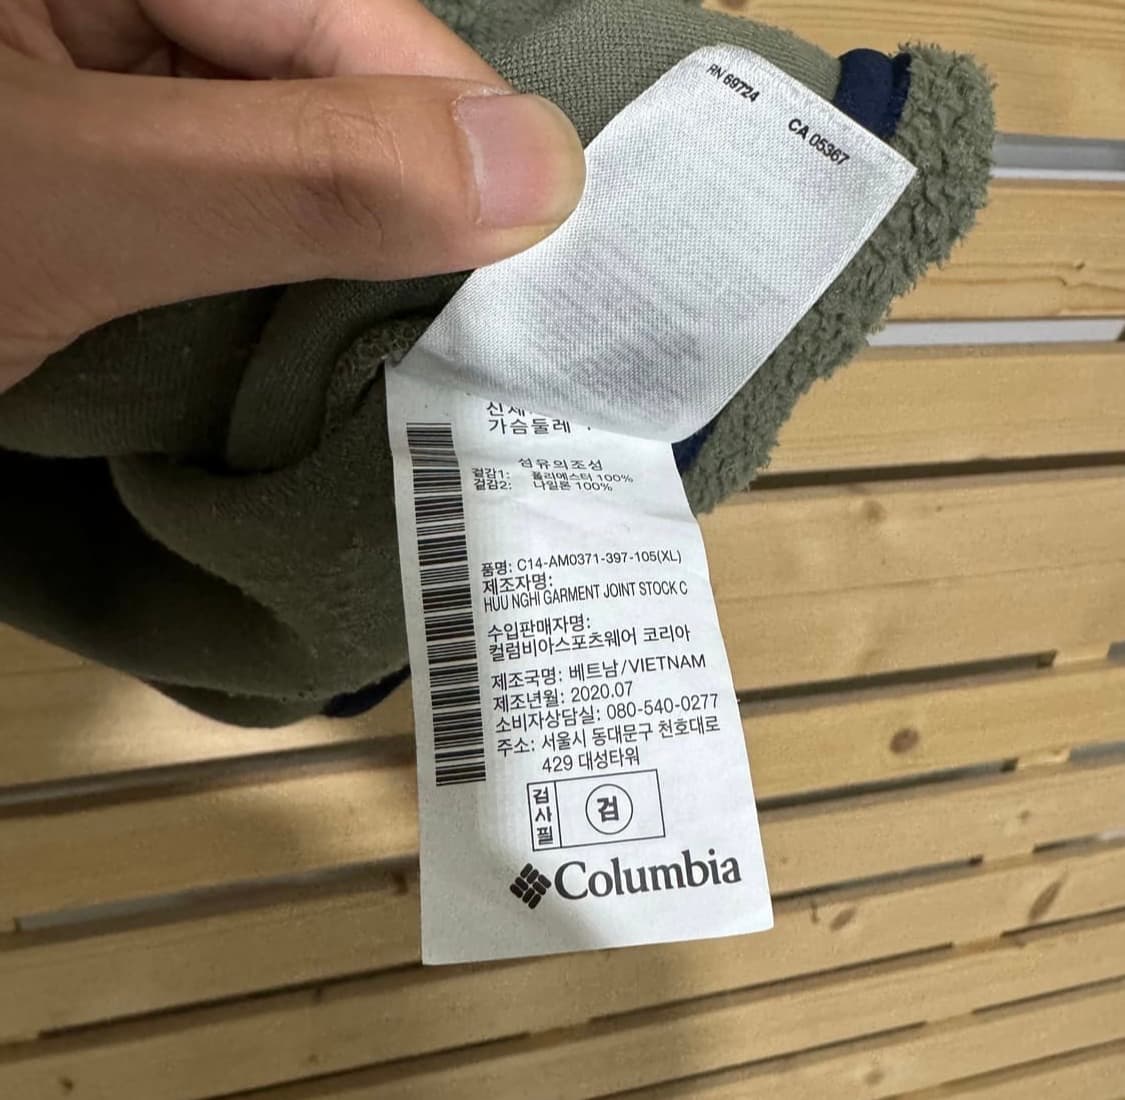 RN 69724
CA 05367
가슴둘레
섬유의조성
겉감1: 폴리에스터 100%
겉감2: 나일론 100%
품명: C14-AM0371-397-105(XL)
제조자명:
HUU NGHI GARMENT JOINT STOCK C
수입판매자명:
컬럼비아스포츠웨어 코리아
제조국명: 베트남/VIETNAM
제조년월: 2020.07
소비자상담실: 080-540-0277
주소: 서울시 동대문구 천호대로
429 대성타워
검사필
검
Columbia